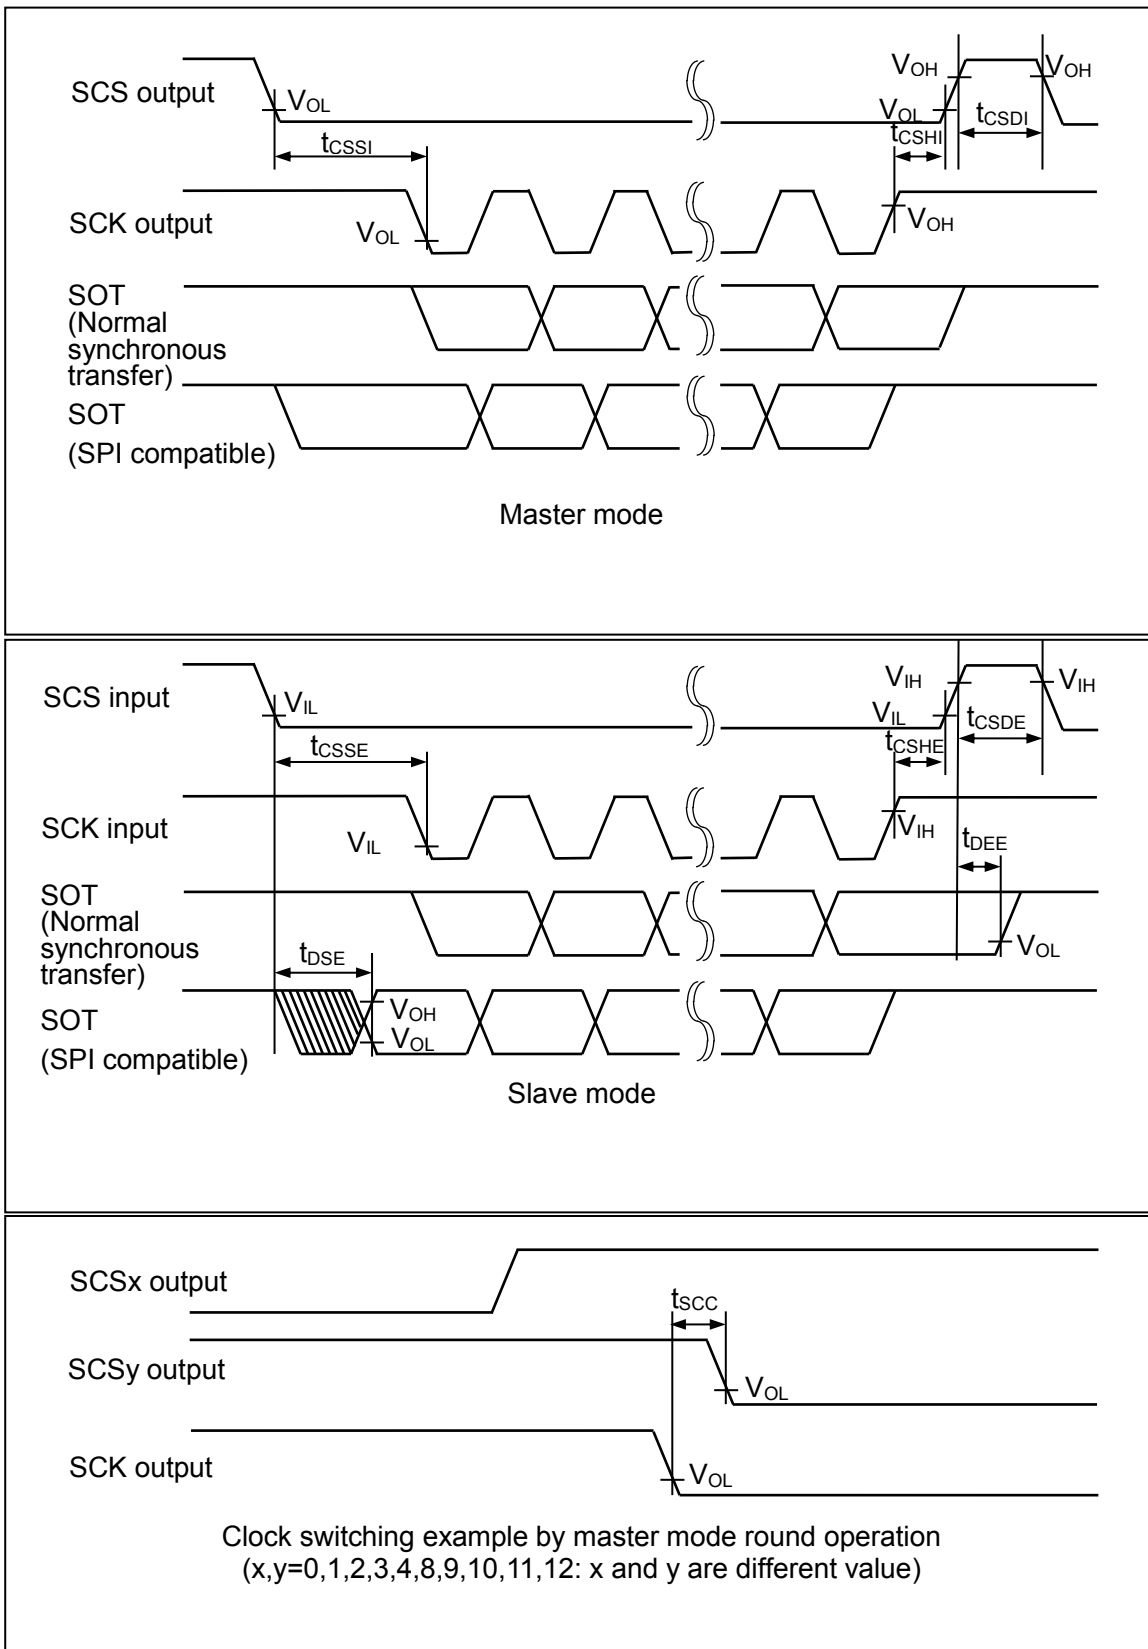 SCS output
VOL
tCSSI
VOH
VOL
tCSHI
tCSDI
VOH
SCK output
VOL
VOH
SOT
(Normal
synchronous
transfer)
SOT
(SPI compatible)
Master mode
SCS input
VIL
tCSSE
VIH
VIL
tCSHE
tCSDE
VIH
SCK input
VIL
VIH
tDEE
SOT
(Normal
synchronous
transfer)
VOL
tDSE
SOT
(SPI compatible)
VOH
VOL
Slave mode
SCSx output
tSCC
SCSy output
VOL
SCK output
VOL
Clock switching example by master mode round operation
(x,y=0,1,2,3,4,8,9,10,11,12: x and y are different value)